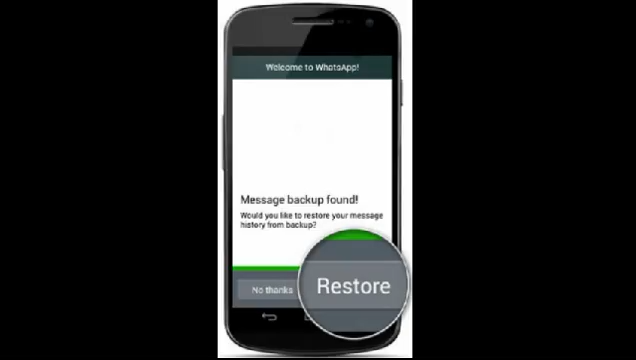 Welcome to WhatsApp!
Message backup found!
Would you like to restore your message
history from backup?
No thanks
Restore